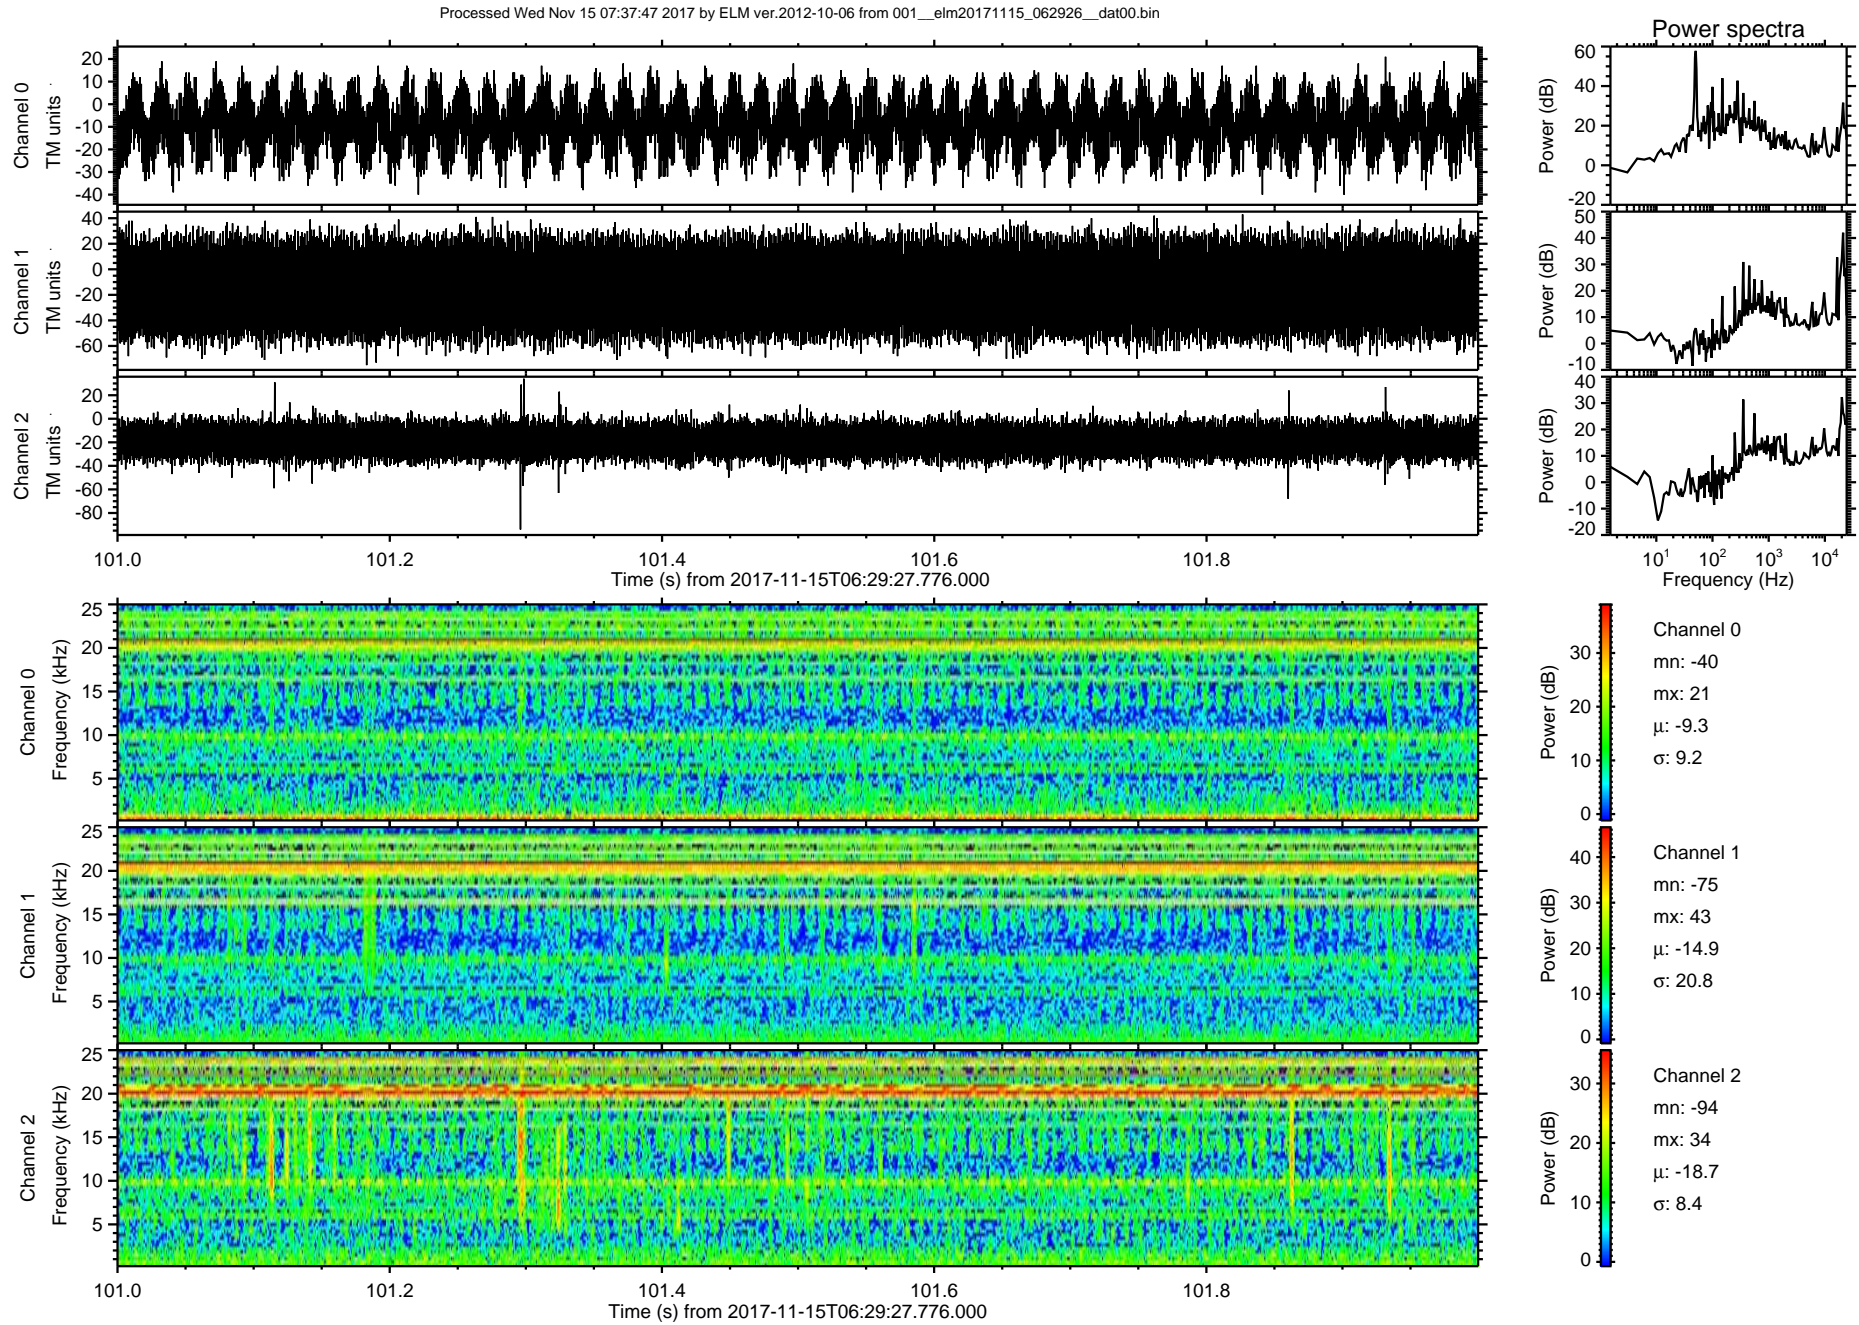 Processed Wed Nov 15 07:37:47 2017 by ELM ver.2012-10-06 from 001__elm20171115_062926__dat00.bin
Power spectra
Channel 0
TM units
20
10
0
-10
-20
-30
-40
Power (dB)
60
40
20
0
-20
Channel 1
TM units
40
20
0
-20
-40
-60
Power (dB)
50
40
30
20
10
0
-10
Channel 2
TM units
20
0
-20
-40
-60
-80
Power (dB)
40
30
20
10
0
-10
-20
101.0 101.2 101.4 101.6 101.8
Time (s) from 2017-11-15T06:29:27.776.000
10^1 10^2 10^3 10^4
Frequency (Hz)
Channel 0
Frequency (kHz)
25
20
15
10
5
Power (dB)
30
20
10
0
Channel 0
mn: -40
mx: 21
μ: -9.3
σ: 9.2
Channel 1
Frequency (kHz)
25
20
15
10
5
Power (dB)
40
30
20
10
0
Channel 1
mn: -75
mx: 43
μ: -14.9
σ: 20.8
Channel 2
Frequency (kHz)
25
20
15
10
5
Power (dB)
30
20
10
0
Channel 2
mn: -94
mx: 34
μ: -18.7
σ: 8.4
101.0 101.2 101.4 101.6 101.8
Time (s) from 2017-11-15T06:29:27.776.000